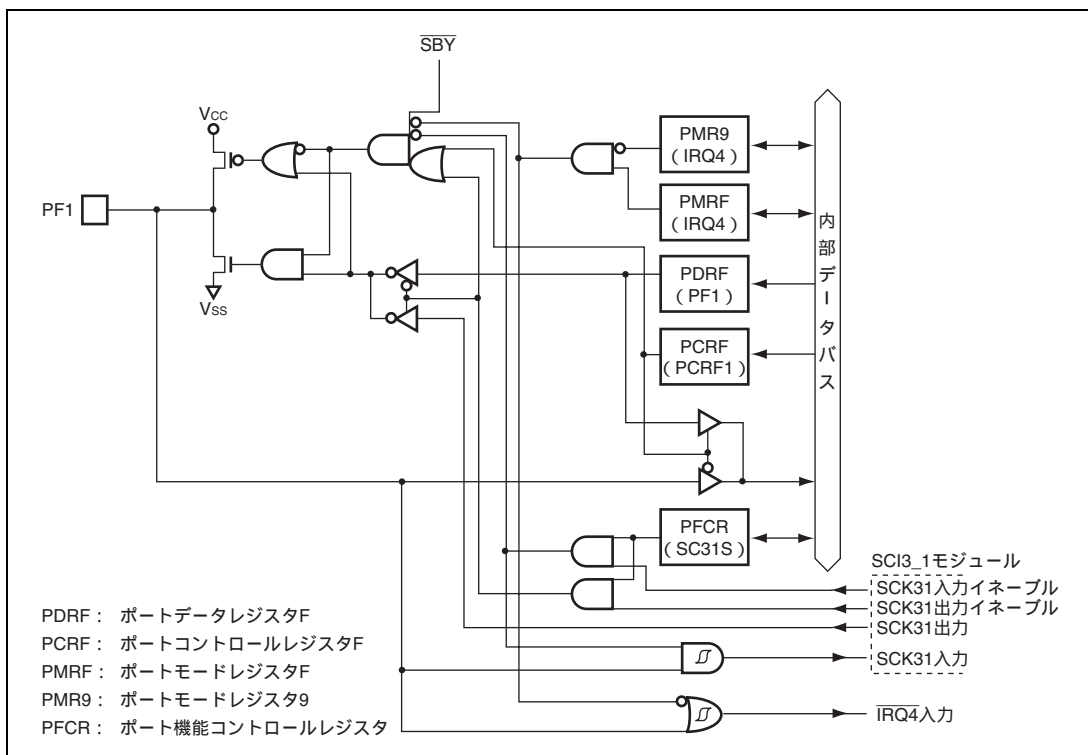 SBY
VCC
PMR9
（IRQ4）
PMRF
（IRQ4）
PF1
PDRF
（PF1）
VSS
PCRF
（PCRF1）
内部データバス
PFCR
（SC31S）
SCI3_1モジュール
SCK31入力イネーブル
SCK31出力イネーブル
SCK31出力
SCK31入力
IRQ4入力
PDRF： ポートデータレジスタF
PCRF： ポートコントロールレジスタF
PMRF： ポートモードレジスタF
PMR9： ポートモードレジスタ9
PFCR： ポート機能コントロールレジスタ